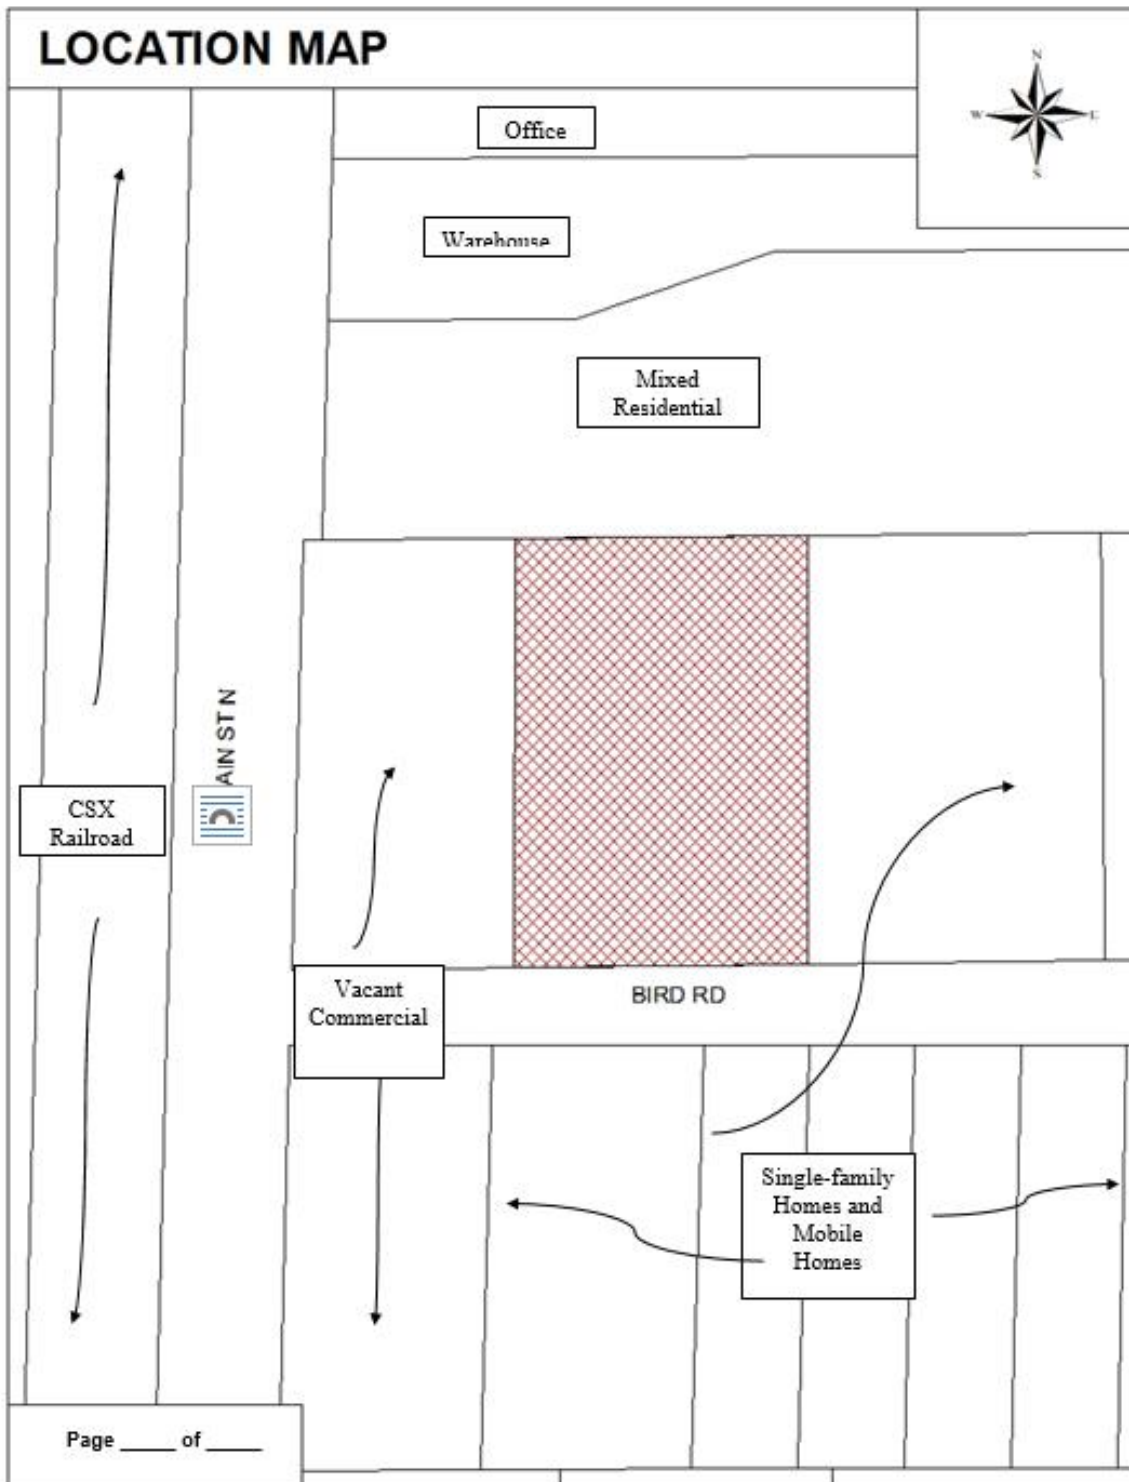 LOCATION MAP
N
W E
S
Office
Warehouse
Mixed
Residential
AIN ST N
CSX
Railroad
Vacant
Commercial
BIRD RD
Single-family
Homes and
Mobile
Homes
Page _____ of _____